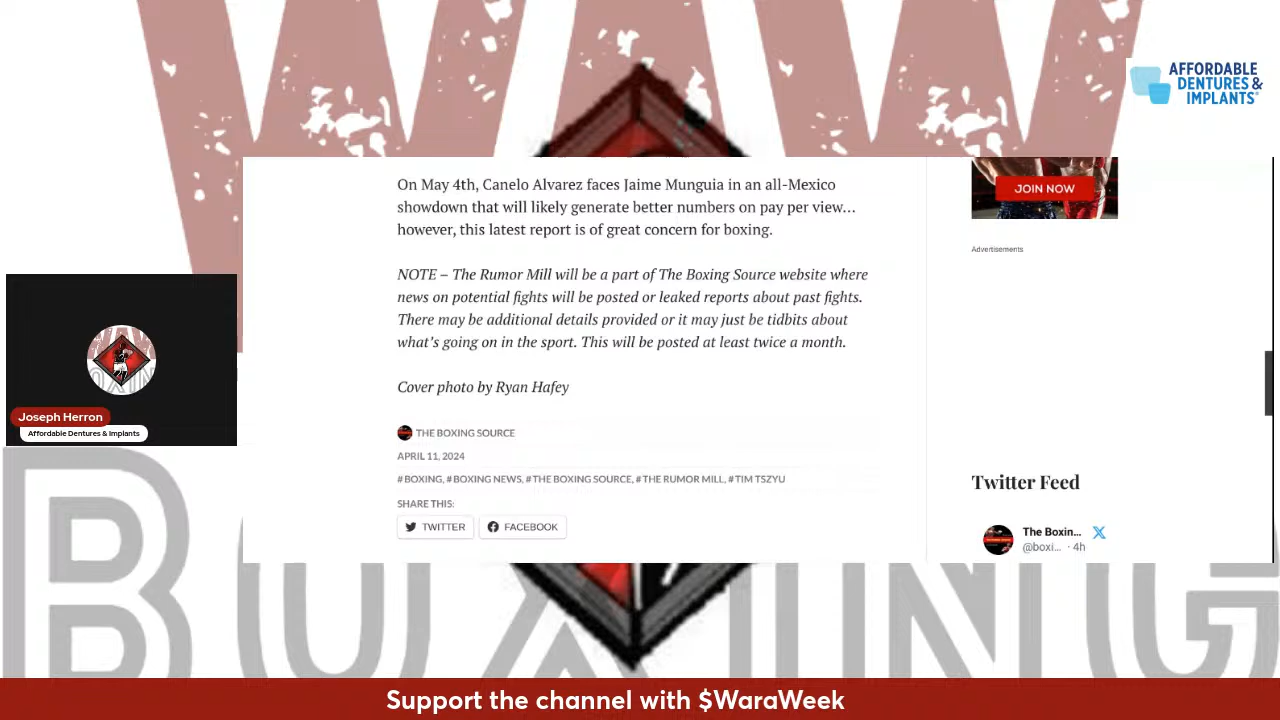 WAW
AFFORDABLE
DENTURES &
IMPLANTS®
JOIN NOW
On May 4th, Canelo Alvarez faces Jaime Munguia in an all-Mexico
showdown that will likely generate better numbers on pay per view…
however, this latest report is of great concern for boxing.
Advertisements
NOTE – The Rumor Mill will be a part of The Boxing Source website where
news on potential fights will be posted or leaked reports about past fights.
There may be additional details provided or it may just be tidbits about
what's going on in the sport. This will be posted at least twice a month.
Cover photo by Ryan Hafey
Joseph Herron
Affordable Dentures & Implants
THE BOXING SOURCE
APRIL 11, 2024
#BOXING, #BOXING NEWS, #THE BOXING SOURCE, #THE RUMOR MILL, #TIM TSZYU
SHARE THIS:
TWITTER
FACEBOOK
Twitter Feed
The Boxin...
@boxi... · 4h
BOXING
Support the channel with $WaraWeek